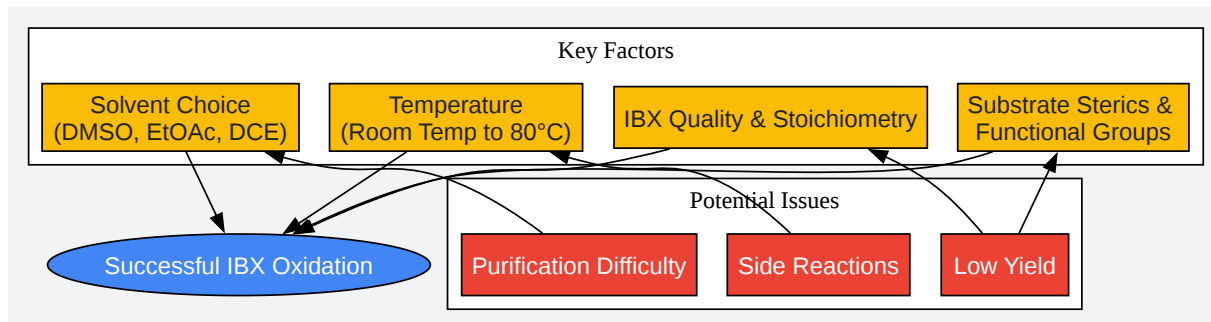 Key Factors
Solvent Choice
(DMSO, EtOAc, DCE)
Temperature
(Room Temp to 80°C)
IBX Quality & Stoichiometry
Substrate Sterics &
Functional Groups
Potential Issues
Successful IBX Oxidation
Purification Difficulty
Side Reactions
Low Yield